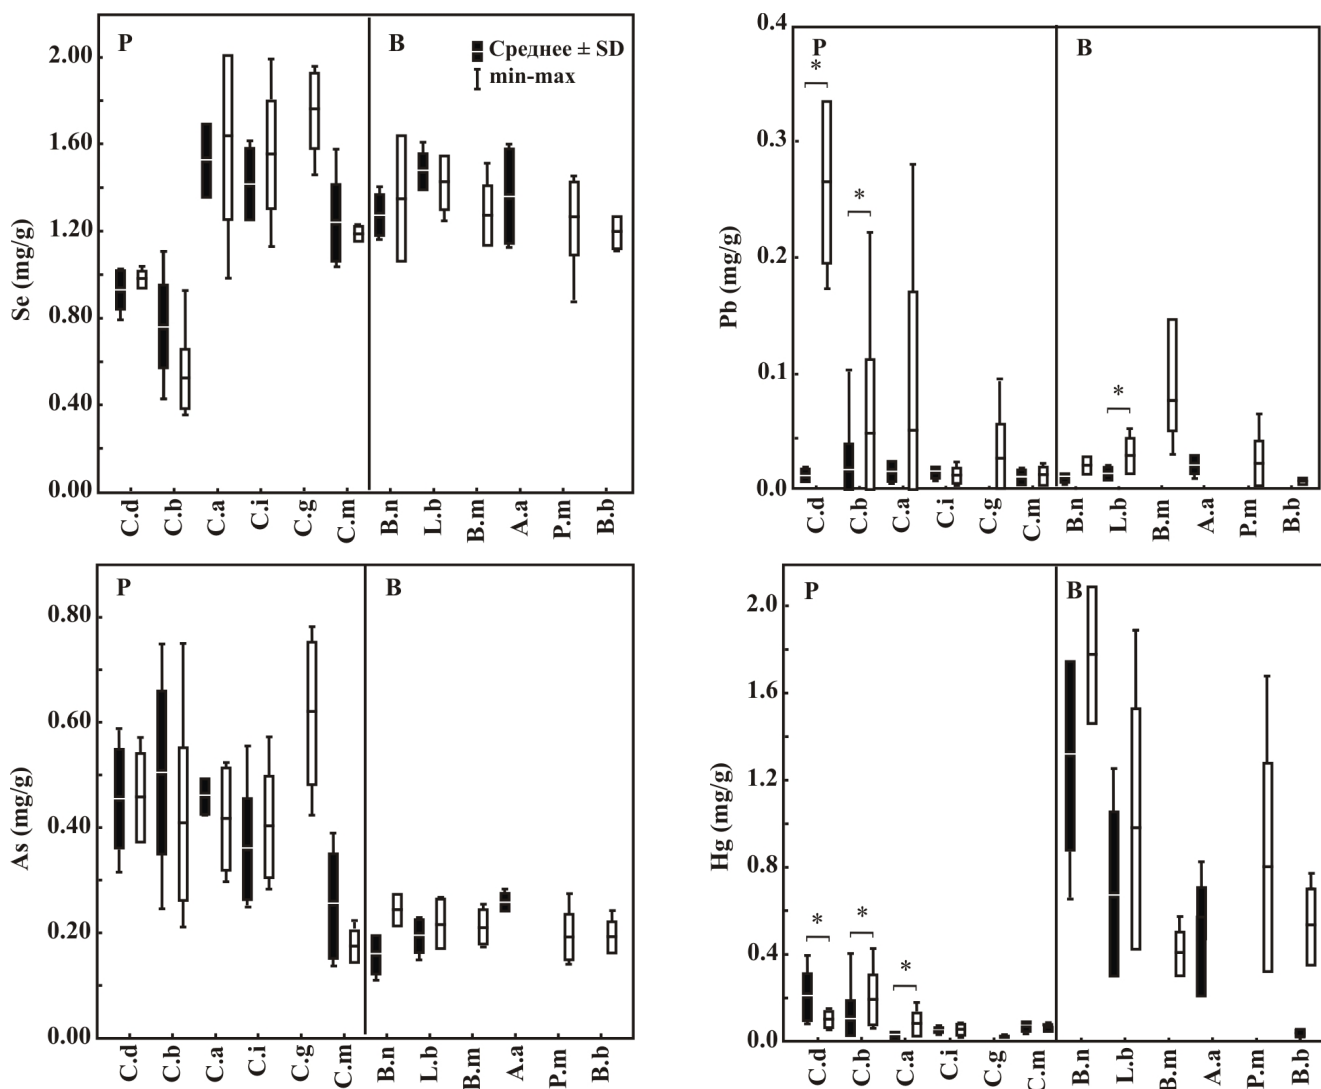 P
B
Среднее ± SD
min-max
Se (mg/g)
2.00
1.60
1.20
0.80
0.40
0.00
C.d
C.b
C.a
C.i
C.g
C.m
B.n
L.b
B.m
A.a
P.m
B.b
P
B
Pb (mg/g)
0.4
0.3
0.2
0.1
0.0
*
*
*
C.d
C.b
C.a
C.i
C.g
C.m
B.n
L.b
B.m
A.a
P.m
B.b
P
B
As (mg/g)
0.80
0.60
0.40
0.20
0.00
C.d
C.b
C.a
C.i
C.g
C.m
B.n
L.b
B.m
A.a
P.m
B.b
P
B
Hg (mg/g)
2.0
1.6
1.2
0.8
0.4
0.0
*
*
*
C.d
C.b
C.a
C.i
C.g
C.m
B.n
L.b
B.m
A.a
P.m
B.b